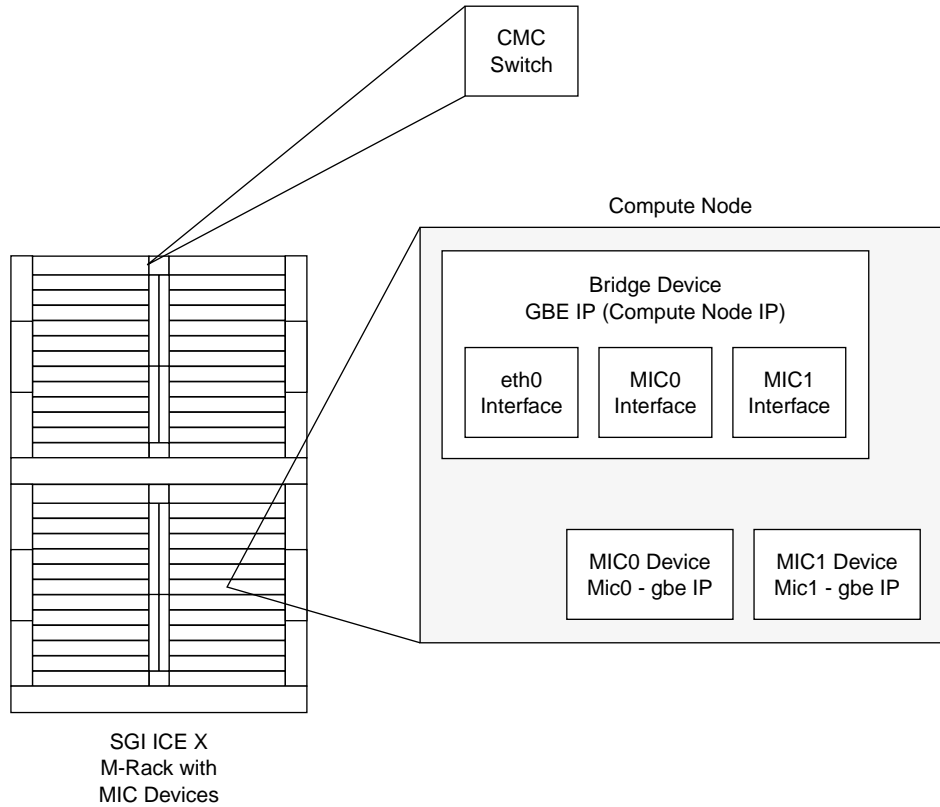 CMC
Switch
Compute Node
Bridge Device
GBE IP (Compute Node IP)
eth0
Interface
MIC0
Interface
MIC1
Interface
MIC0 Device
Mic0 - gbe IP
MIC1 Device
Mic1 - gbe IP
SGI ICE X
M-Rack with
MIC Devices